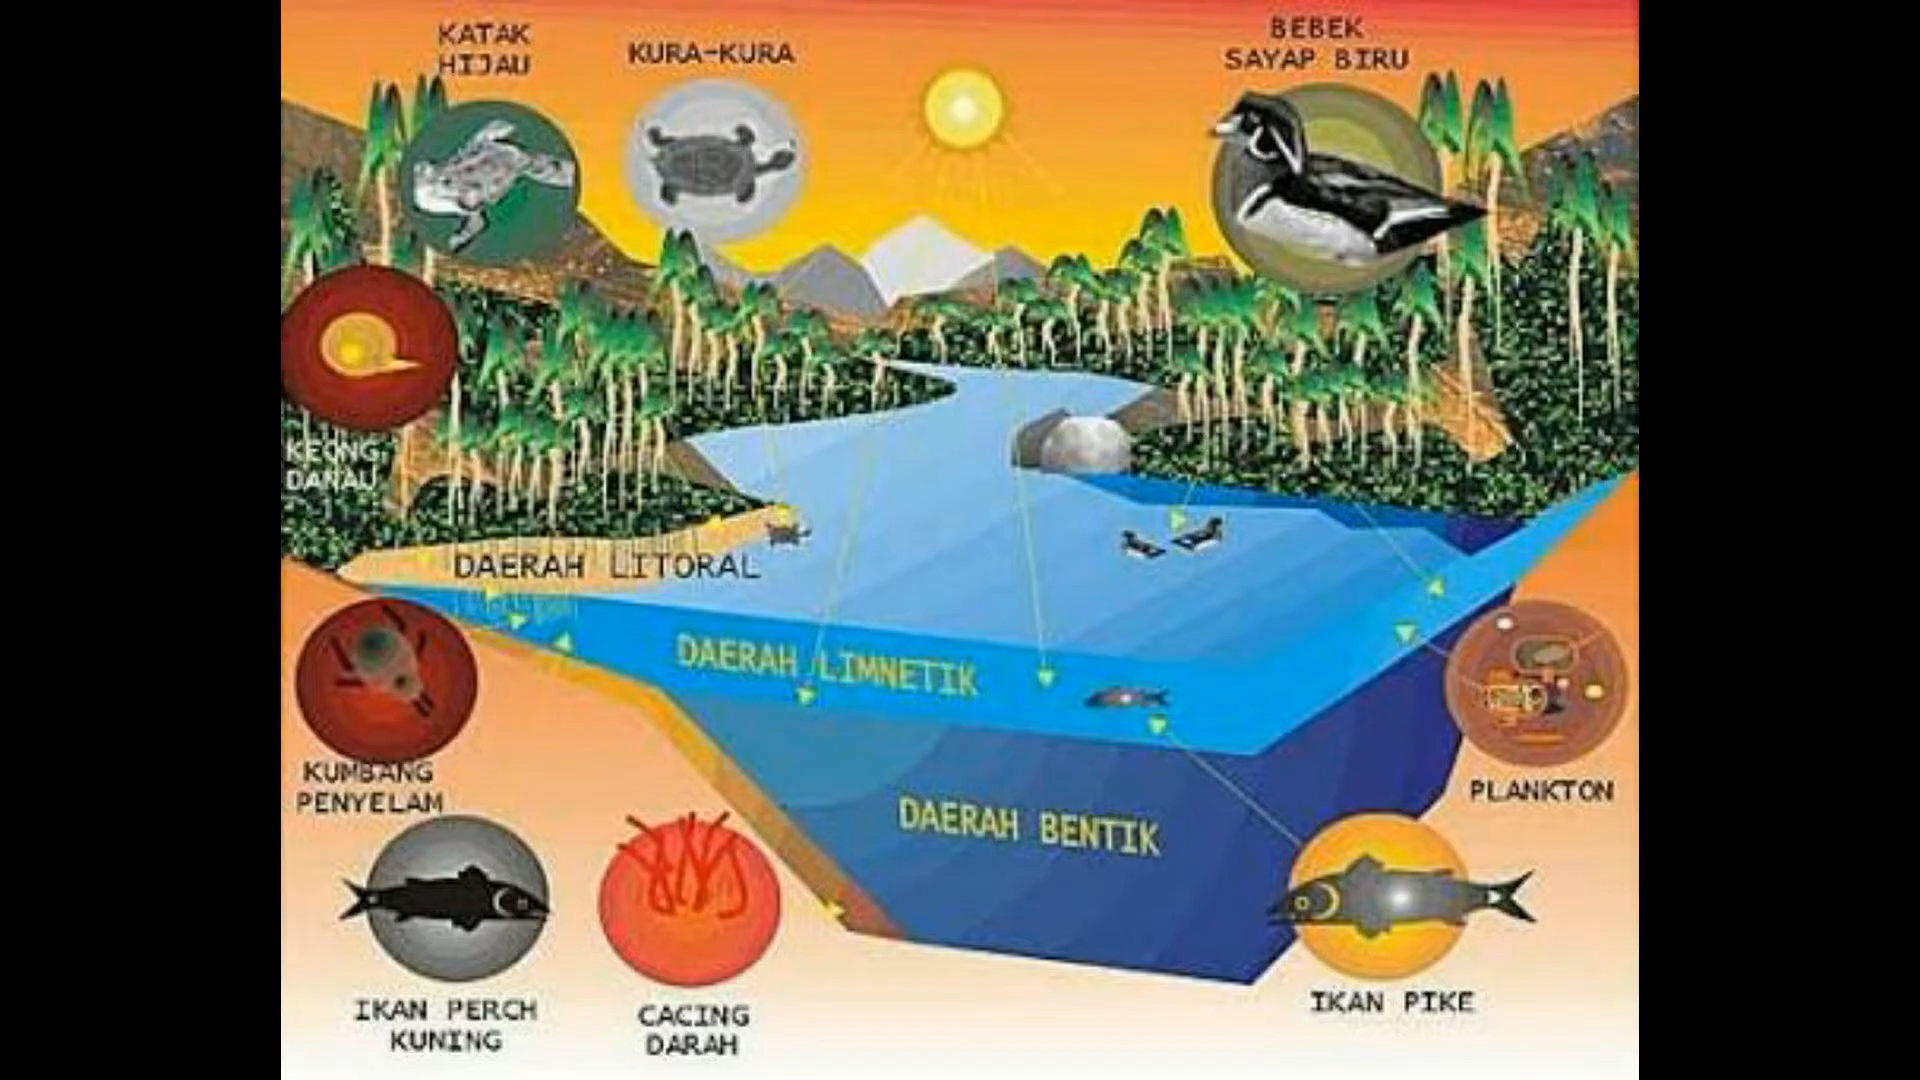 KATAK
HIJAU
KURA-KURA
BEBEK
SAYAP BIRU
KEONG
DANAU
DAERAH LITORAL
DAERAH LIMNETIK
KUMBANG
PENYELAM
PLANKTON
DAERAH BENTIK
IKAN PERCH
KUNING
CACING
DARAH
IKAN PIKE